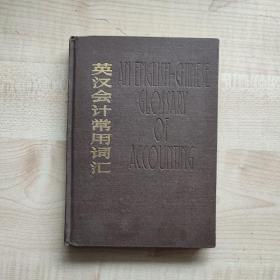 英汉会计常用词汇
AN ENGLISH-CHINESE
GLOSSARY
OF
ACCOUNTING